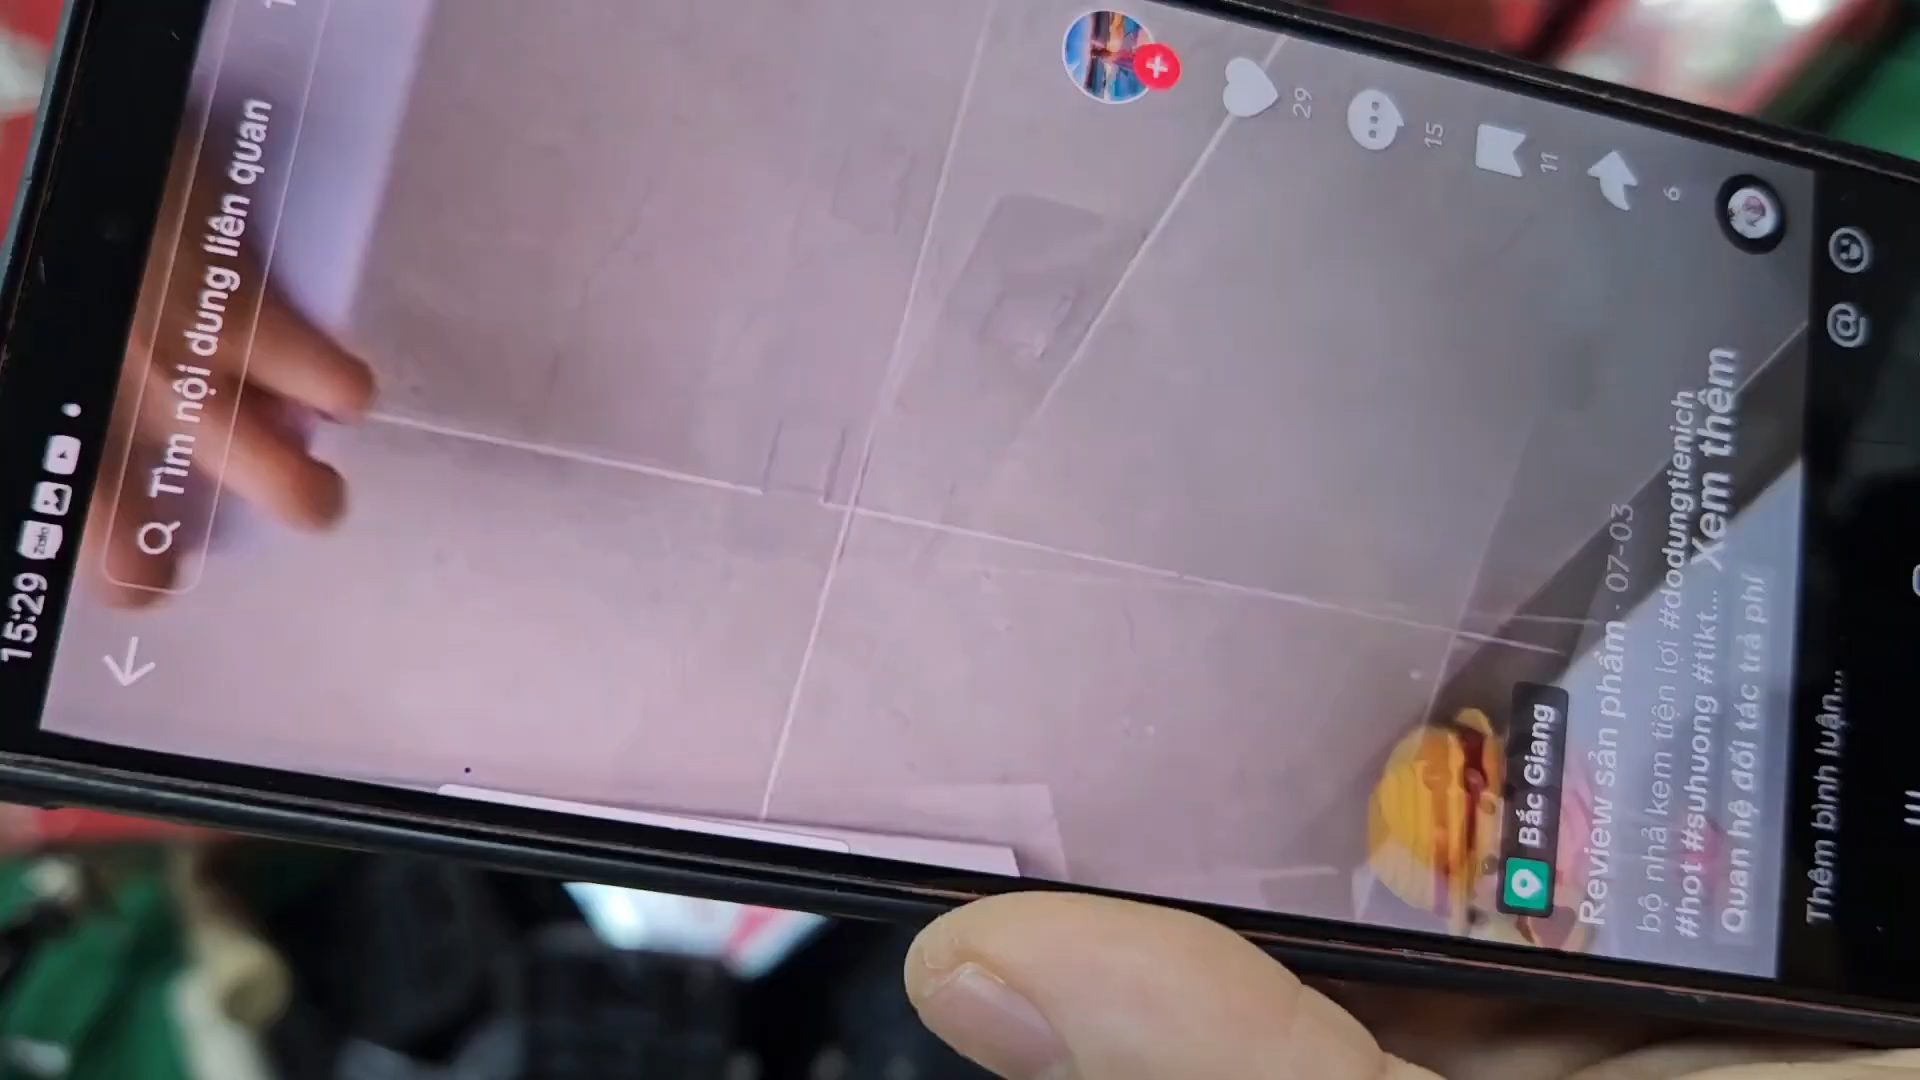 15:29
Zalo
Tìm nội dung liên quan
29
15
11
6
Bắc Giang
Review sản phẩm · 07-03
bộ nhả kem tiện lợi #dodungtienich
#hot #suhuong #tikt... Xem thêm
Quan hệ đối tác trả phí
Thêm bình luận...
@